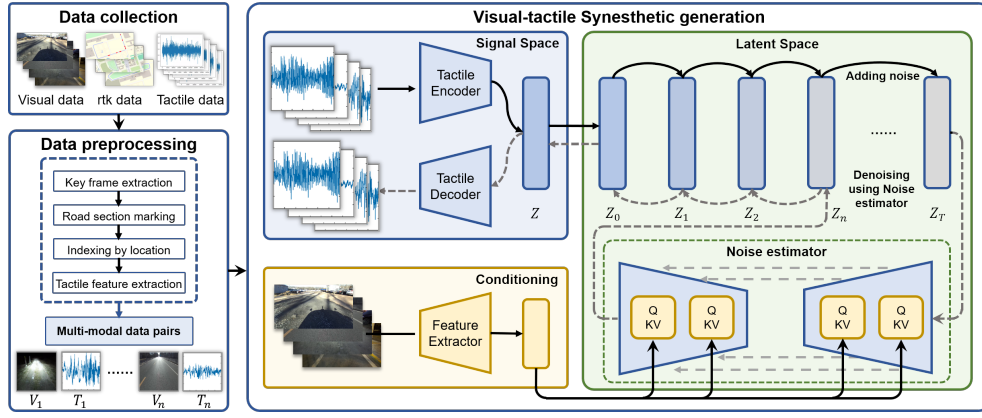 Data collection
Visual data
rtk data
Tactile data
Data preprocessing
Key frame extraction
Road section marking
Indexing by location
Tactile feature extraction
Multi-modal data pairs
V1
T1
......
Vn
Tn
Visual-tactile Synesthetic generation
Signal Space
Tactile
Encoder
Tactile
Decoder
Z
Latent Space
Adding noise
......
Denoising
using Noise
estimator
Z0
Z1
Z2
Zn
ZT
Noise estimator
Q
KV
Q
KV
Q
KV
Q
KV
Conditioning
Feature
Extractor